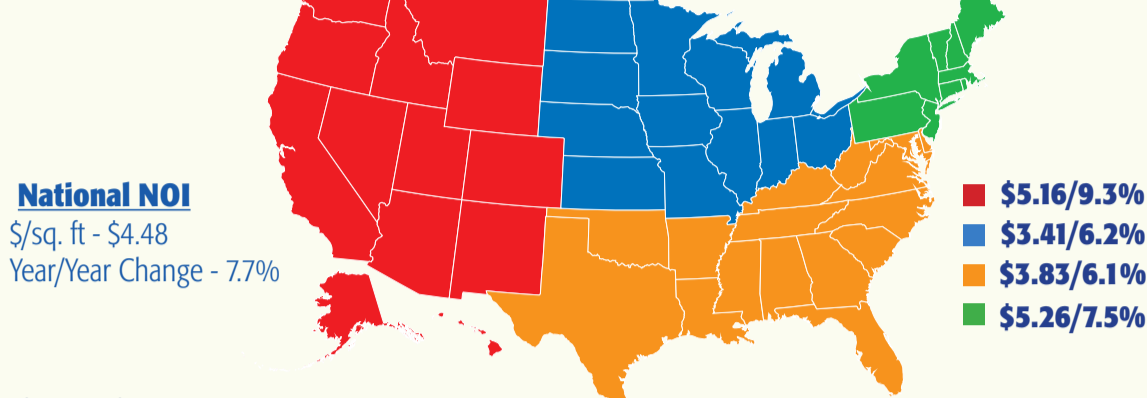 National NOI
$/sq. ft - $4.48
Year/Year Change - 7.7%
$5.16/9.3%
$3.41/6.2%
$3.83/6.1%
$5.26/7.5%